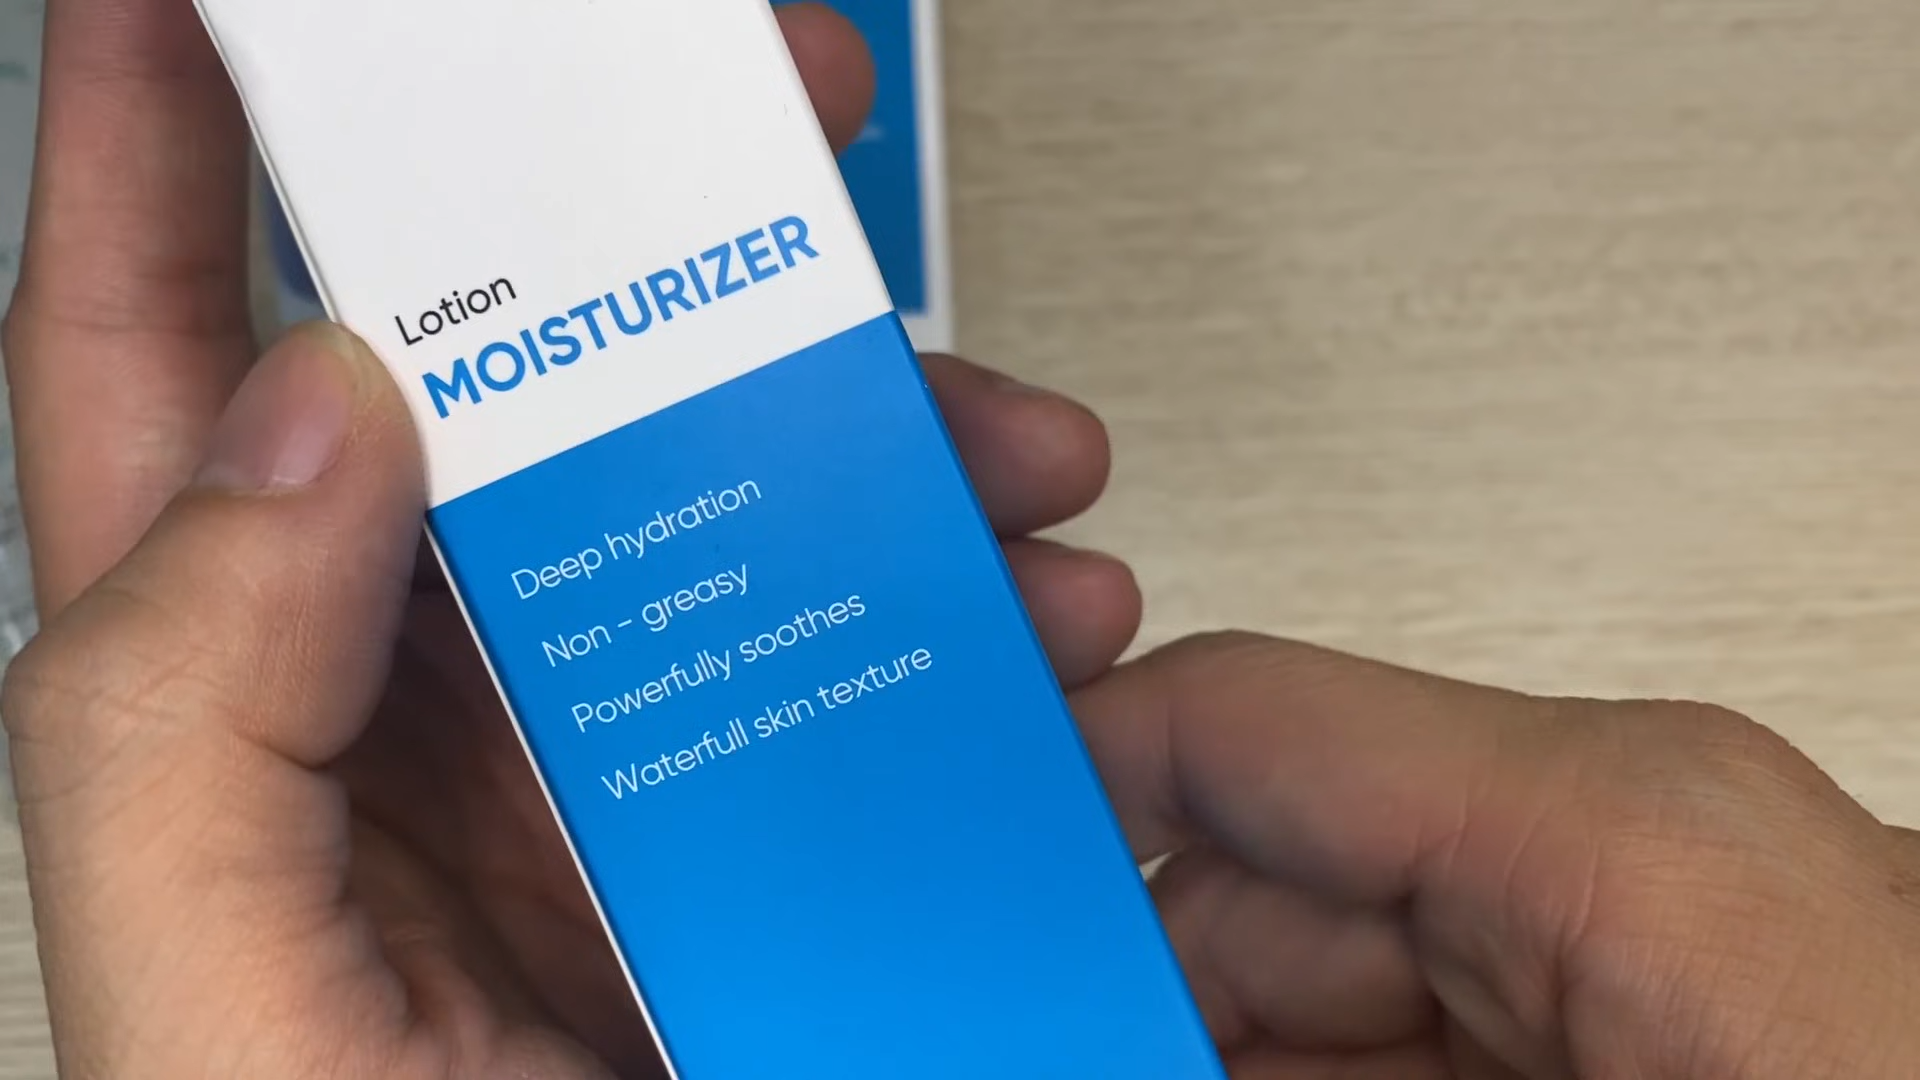 Lotion
MOISTURIZER
Deep hydration
Non - greasy
Powerfully soothes
Waterfull skin texture